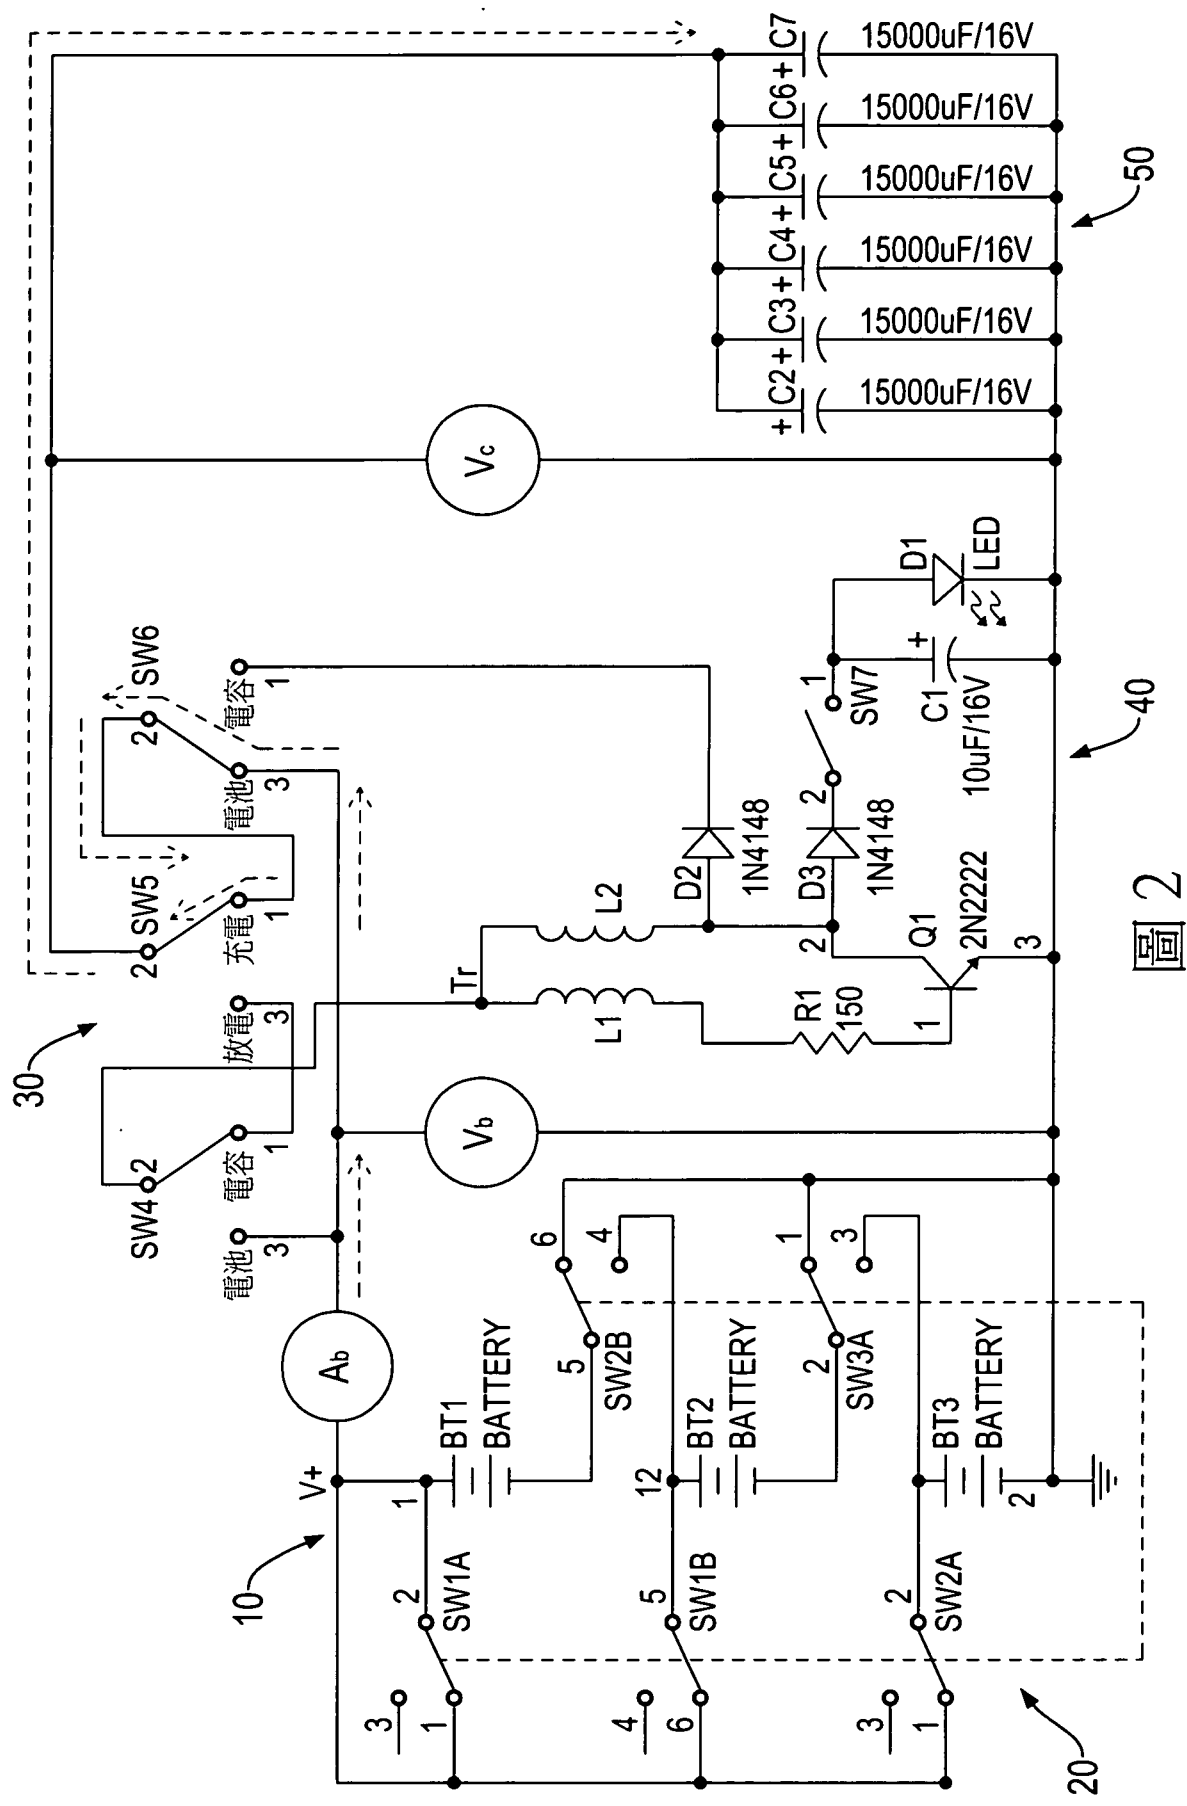 30
SW4
2
電池
3
電容
1
放電
3
SW5
2
充電
1
SW6
2
電池
3
電容
1
10
V+
Ab
Vb
Vc
Tr
L1
L2
R1
150
1
Q1
2N2222
2
3
D2
1N4148
D3
1N4148
2
1
SW7
C1
10uF/16V
+
D1
LED
+
C2
15000uF/16V
+
C3
15000uF/16V
+
C4
15000uF/16V
+
C5
15000uF/16V
+
C6
15000uF/16V
+
C7
15000uF/16V
3
1
2
SW1A
1
BT1
BATTERY
5
SW2B
6
4
4
6
5
SW1B
12
BT2
BATTERY
2
SW3A
1
3
3
1
2
SW2A
BT3
BATTERY
2
20
40
50
圖2